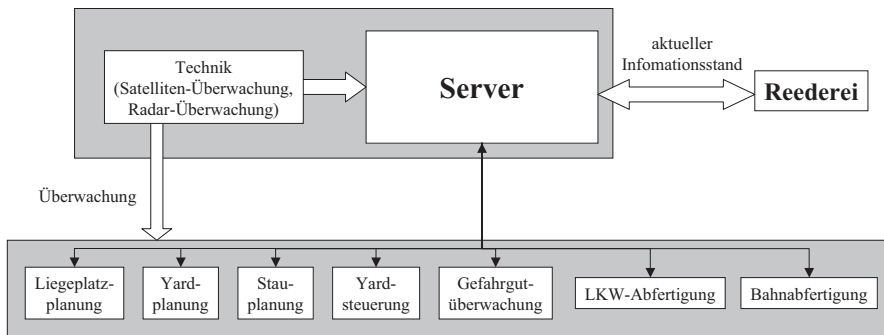 Technik
(Satelliten-Überwachung,
Radar-Überwachung)
Server
aktueller
Infomationsstand
Reederei
Überwachung
Liegeplatz-
planung
Yard-
planung
Stau-
planung
Yard-
steuerung
Gefahrgut-
überwachung
LKW-Abfertigung
Bahnabfertigung